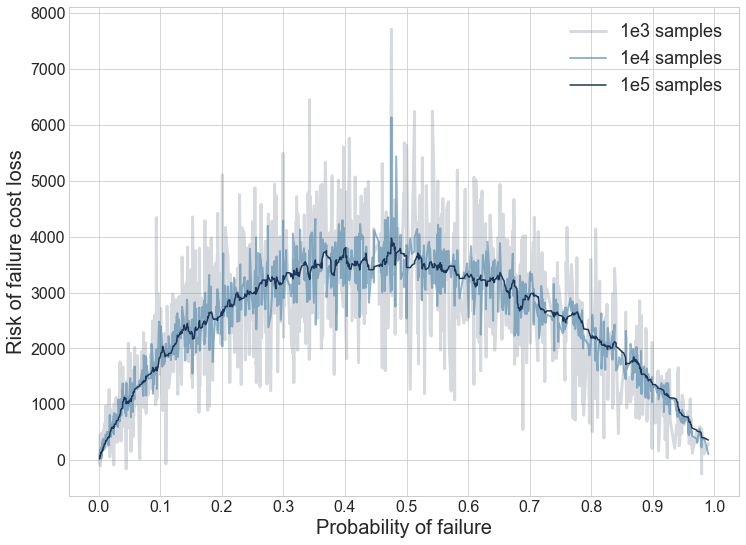 8000
7000
6000
5000
4000
3000
2000
1000
0
Risk of failure cost loss
1e3 samples
1e4 samples
1e5 samples
0.0 0.1 0.2 0.3 0.4 0.5 0.6 0.7 0.8 0.9 1.0
Probability of failure